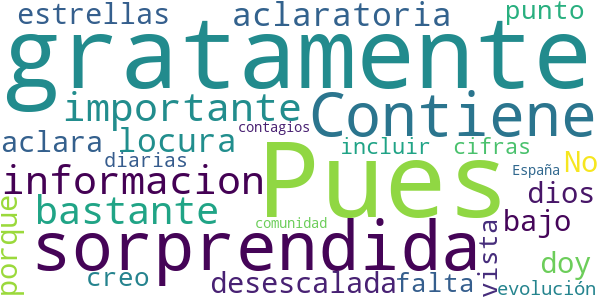 estrellas
aclaratoria
punto
gratamente
importante
Contiene
aclara
locura
contagios
incluir
cifras
No
diarias
España
informacion
Pues
dios
porque
bastante
bajo
comunidad
sorprendida
vista
doy
creo
desescalada
falta
evolución